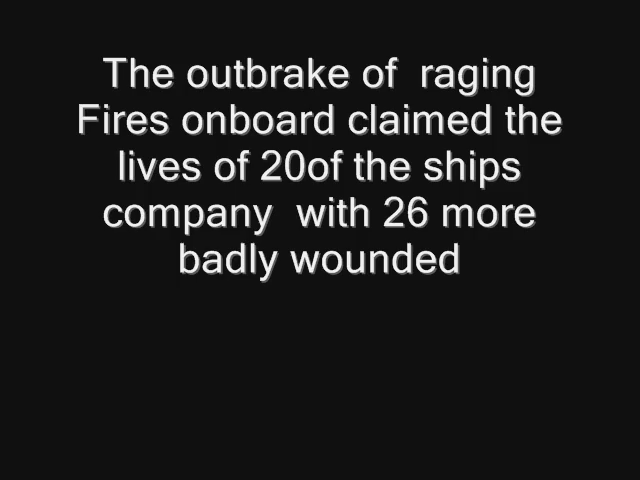 The outbrake of  raging
Fires onboard claimed the
lives of 20of the ships
company  with 26 more
badly wounded